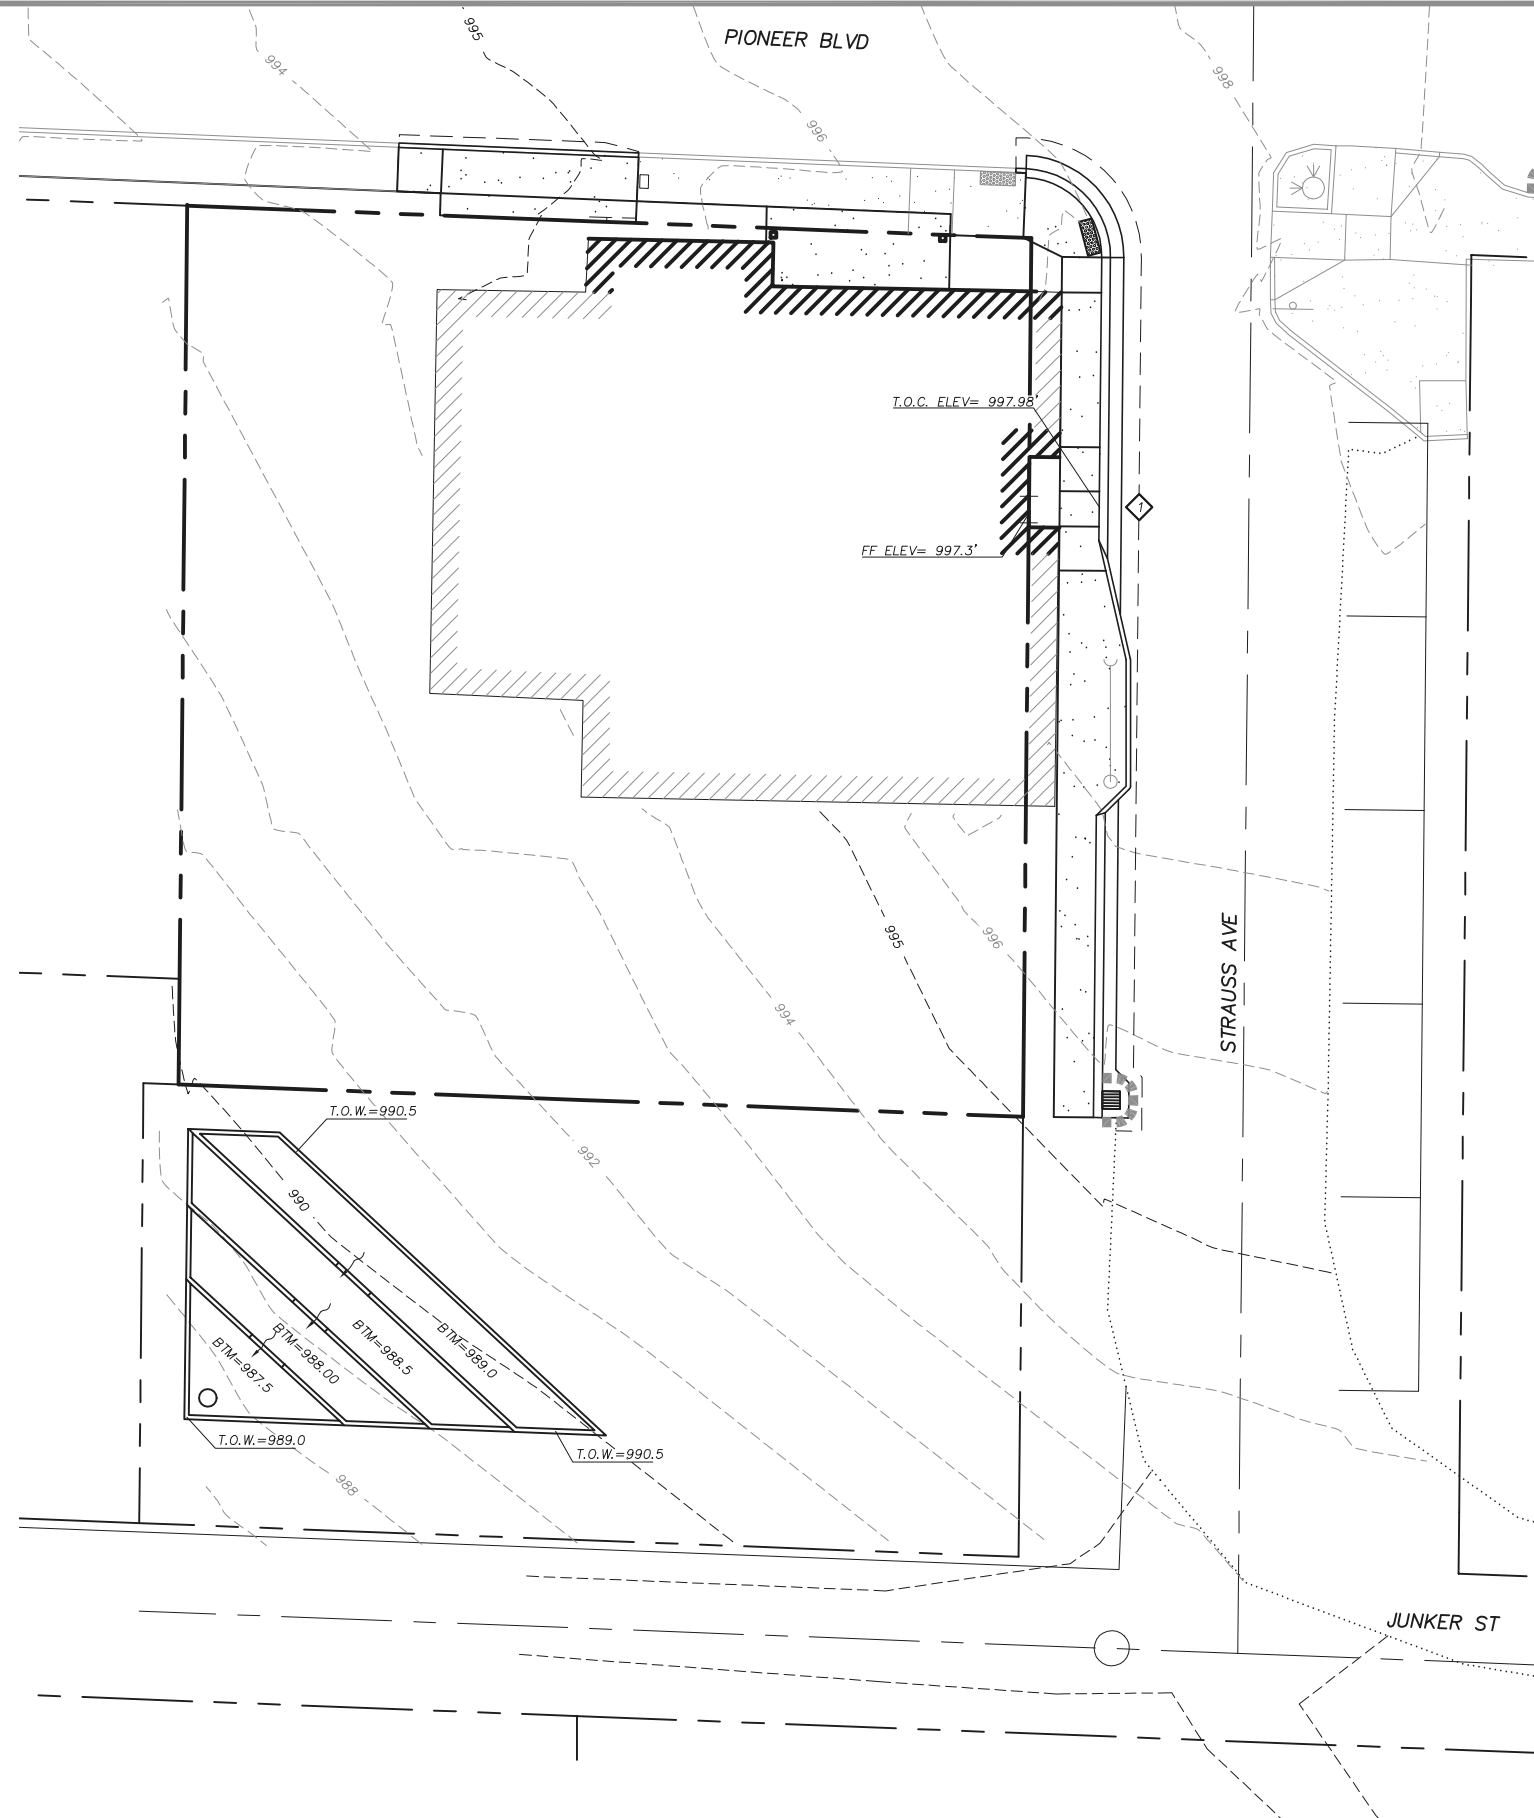 PIONEER BLVD
995
994
998
996
T.O.C. ELEV= 997.98'
1
FF ELEV= 997.3'
STRAUSS AVE
995
996
994
T.O.W.=990.5
992
990
BTM=987.5
BTM=988.00
BTM=988.5
BTM=989.0
T.O.W.=989.0
T.O.W.=990.5
988
JUNKER ST